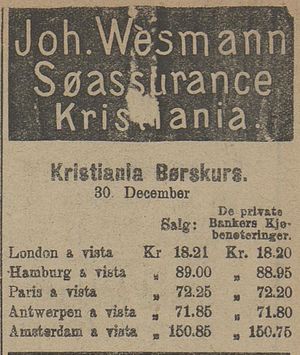 Joh. Wesmann
Søassurance
Kristiania.
Kristiania Børskurs.
30. December
Salg: De private Bankers Kjøbenoteringer.
London a vista Kr 18.21 Kr. 18.20
Hamburg a vista „ 89.00 „ 88.95
Paris a vista „ 72.25 „ 72.20
Antwerpen a vista „ 71.85 „ 71.80
Amsterdam a vista „ 150.85 „ 150.75